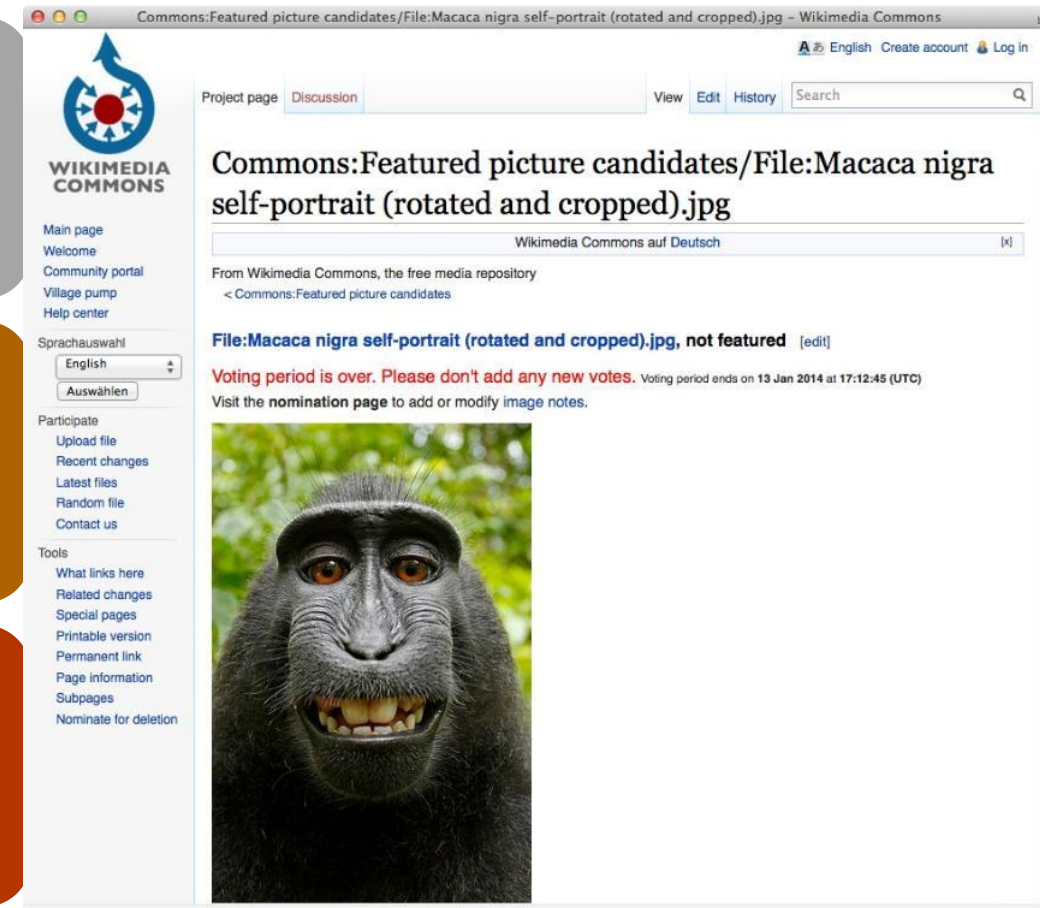 Commons:Featured picture candidates/File:Macaca nigra self-portrait (rotated and cropped).jpg – Wikimedia Commons
English Create account Log in
Project page Discussion View Edit History Search
WIKIMEDIA
COMMONS
Commons:Featured picture candidates/File:Macaca nigra
self-portrait (rotated and cropped).jpg
Wikimedia Commons auf Deutsch [x]
From Wikimedia Commons, the free media repository
< Commons:Featured picture candidates
File:Macaca nigra self-portrait (rotated and cropped).jpg, not featured [edit]
Voting period is over. Please don't add any new votes. Voting period ends on 13 Jan 2014 at 17:12:45 (UTC)
Visit the nomination page to add or modify image notes.
Main page
Welcome
Community portal
Village pump
Help center
Sprachauswahl
English
Auswählen
Participate
Upload file
Recent changes
Latest files
Random file
Contact us
Tools
What links here
Related changes
Special pages
Printable version
Permanent link
Page information
Subpages
Nominate for deletion